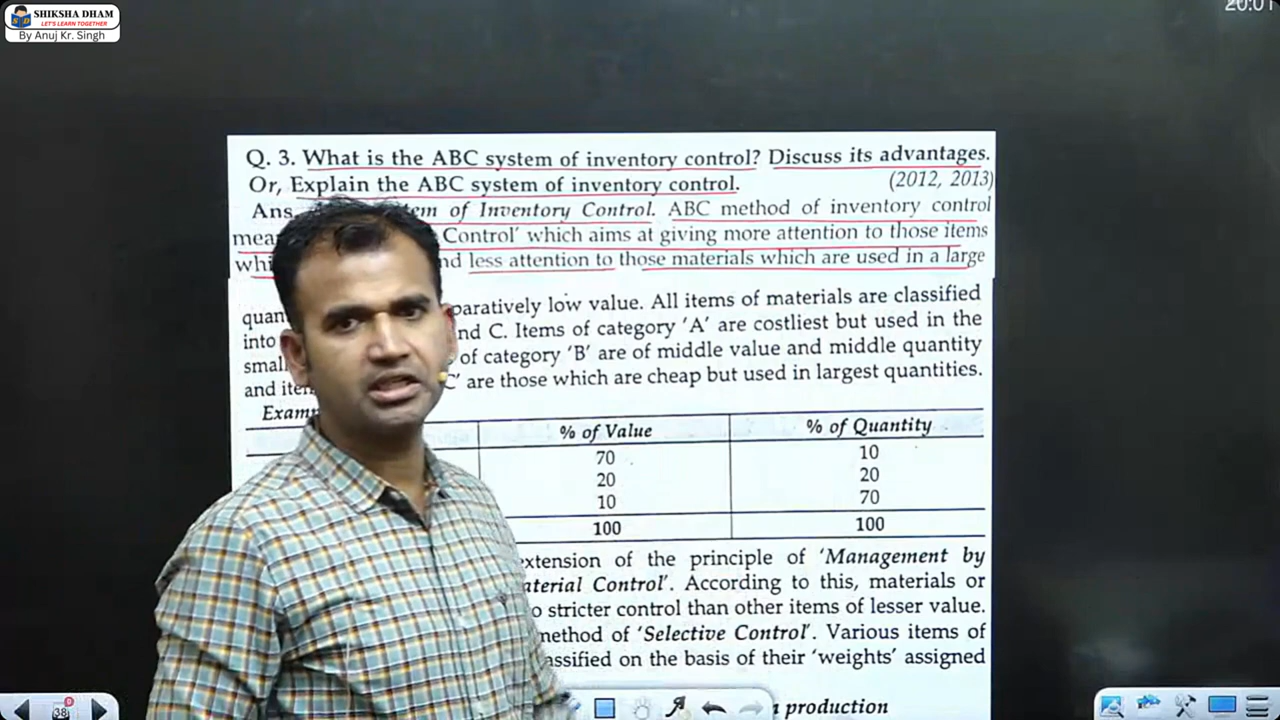 SHIKSHA DHAM
LET'S LEARN TOGETHER
By Anuj Kr. Singh
20:01
Q. 3. What is the ABC system of inventory control? Discuss its advantages.
Or, Explain the ABC system of inventory control. (2012, 2013)
Ans. of Inventory Control. ABC method of inventory control
Control' which aims at giving more attention to those items
less attention to those materials which are used in a large
low value. All items of materials are classified
into C. Items of category 'A' are costliest but used in the
of category 'B' are of middle value and middle quantity
and 'C' are those which are cheap but used in largest quantities.
% of Value % of Quantity
70 10
20 20
10 70
100 100
extension of the principle of 'Management by
Control'. According to this, materials or
stricter control than other items of lesser value.
method of 'Selective Control'. Various items of
on the basis of their 'weights' assigned
38
production